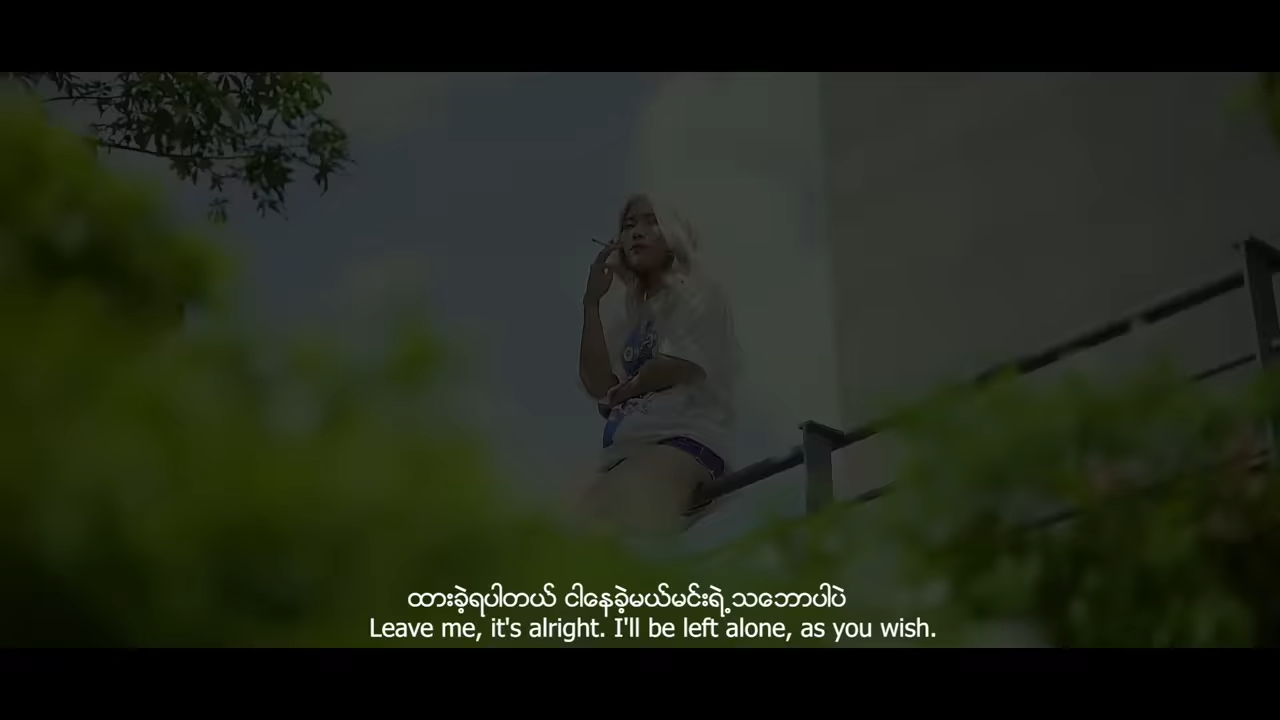 ထားခဲ့ရပါတယ် ငါနေခဲ့မယ်မင်းရဲ့သဘောပါပဲ
Leave me, it's alright. I'll be left alone, as you wish.